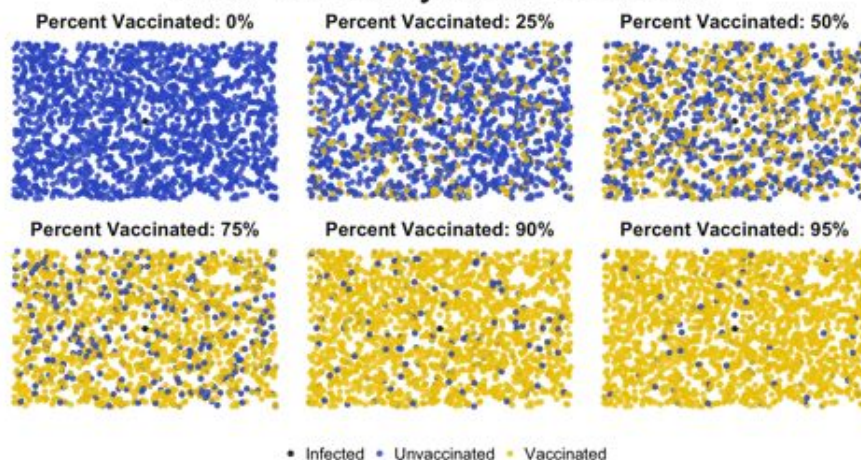 Percent Vaccinated: 0% Percent Vaccinated: 25% Percent Vaccinated: 50%
Percent Vaccinated: 75% Percent Vaccinated: 90% Percent Vaccinated: 95%
Infected Unvaccinated Vaccinated